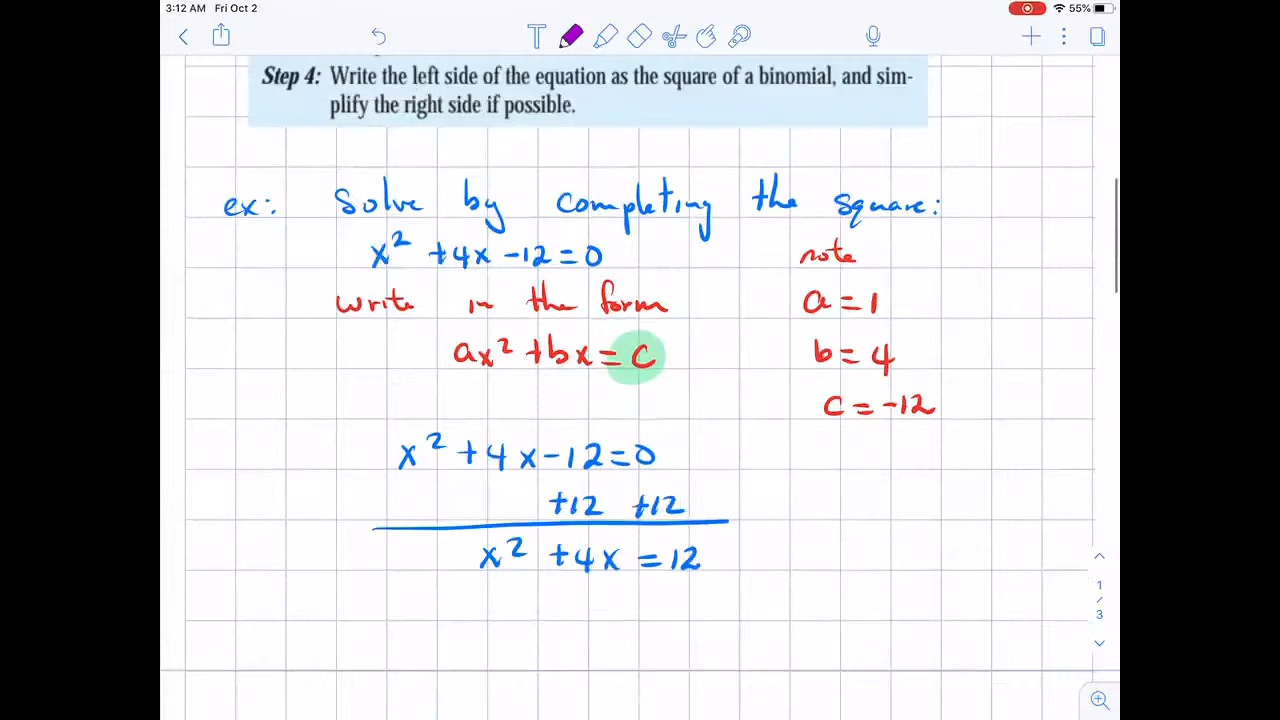 3:12 AM Fri Oct 2 55%
T
Step 4: Write the left side of the equation as the square of a binomial, and sim-
plify the right side if possible.
ex: Solve by completing the square:
x² +4x -12=0
note
write in the form
a=1
ax² +bx = c
b=4
c=-12
x² +4x-12=0
+12 +12
x² +4x =12
1
/
3